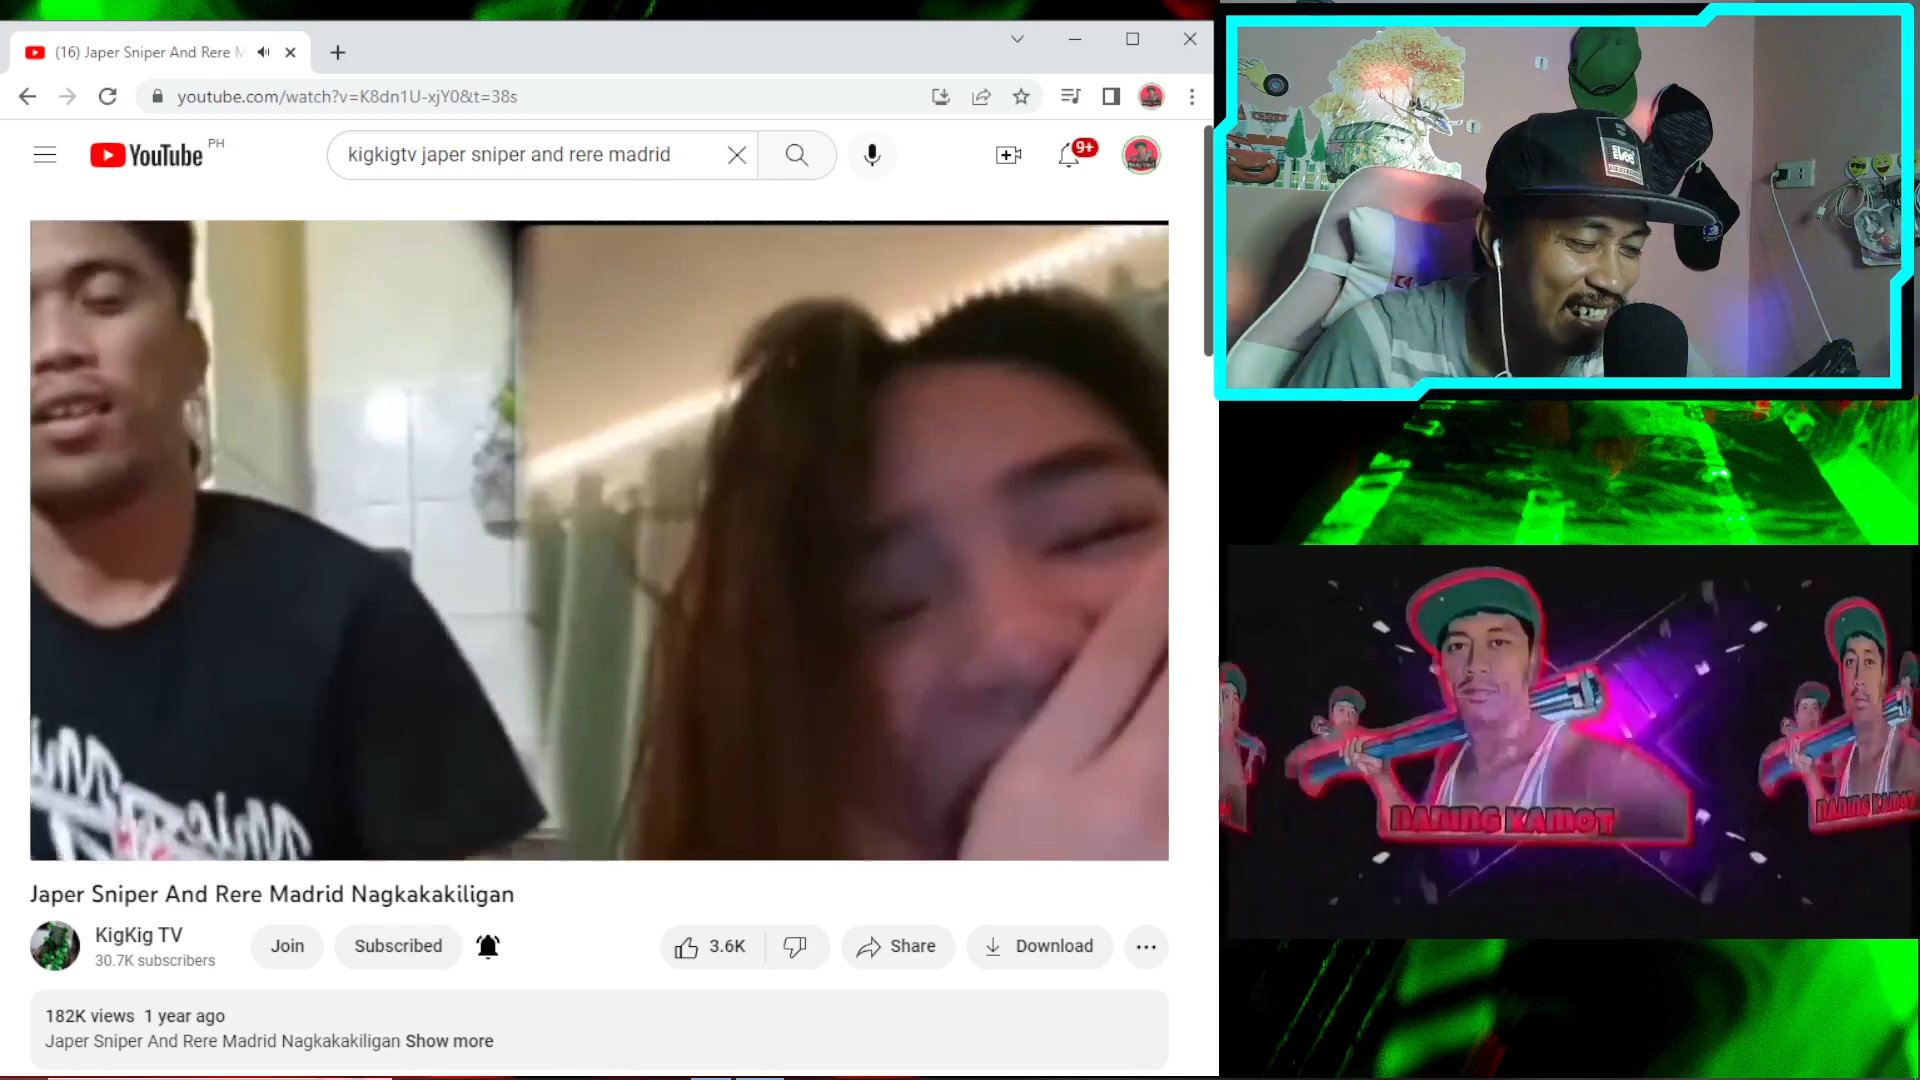 (16) Japer Sniper And Rere M
youtube.com/watch?v=K8dn1U-xjY0&t=38s
YouTube PH
kigkigtv japer sniper and rere madrid
9+
Japer Sniper And Rere Madrid Nagkakakiligan
KigKig TV
30.7K subscribers
Join
Subscribed
3.6K
Share
Download
182K views 1 year ago
Japer Sniper And Rere Madrid Nagkakakiligan Show more
NADING KAMOT